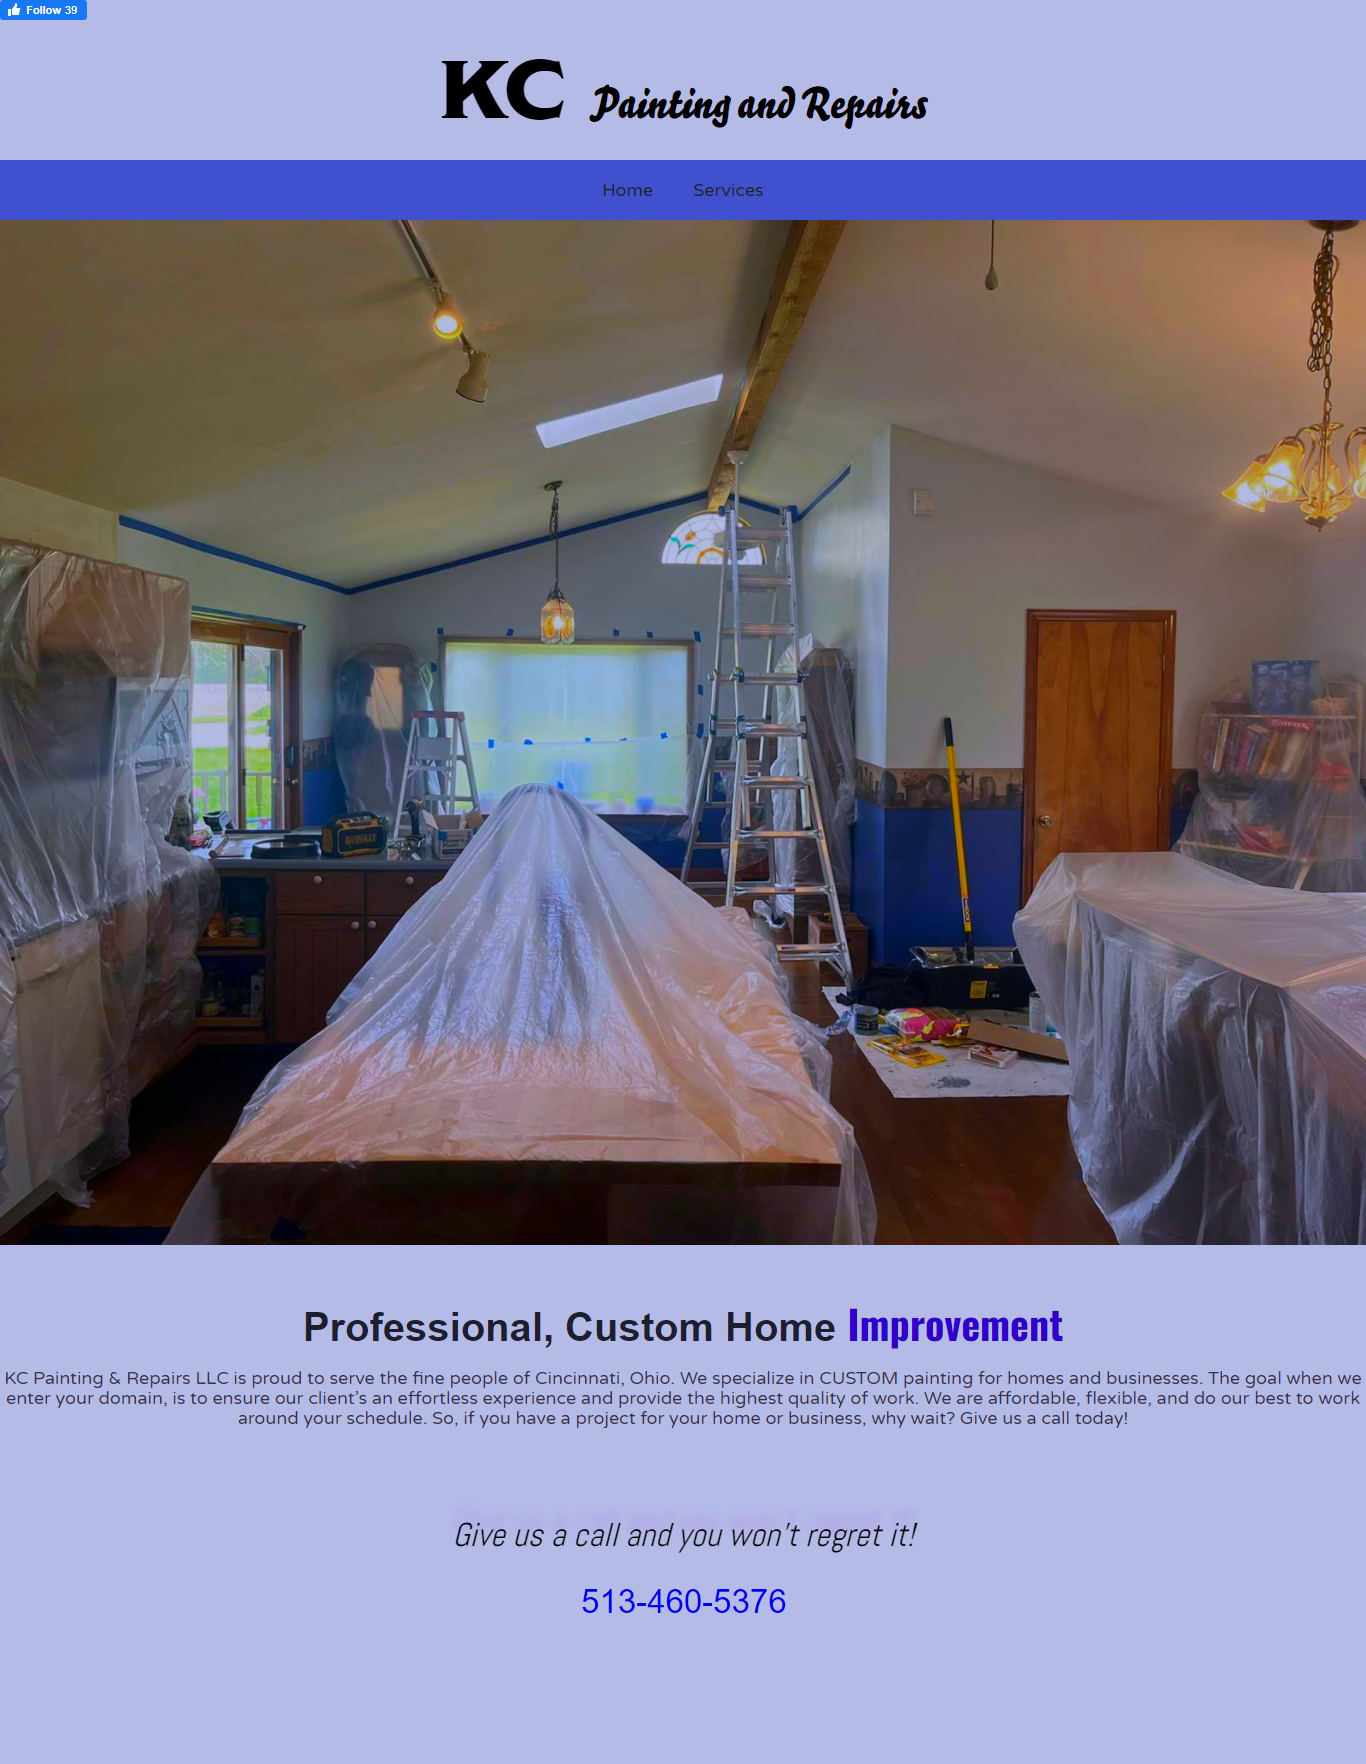 Follow 39
KC Painting and Repairs
Home Services
DEWALT
Professional, Custom Home Improvement
KC Painting & Repairs LLC is proud to serve the fine people of Cincinnati, Ohio. We specialize in CUSTOM painting for homes and businesses. The goal when we
enter your domain, is to ensure our client's an effortless experience and provide the highest quality of work. We are affordable, flexible, and do our best to work
around your schedule. So, if you have a project for your home or business, why wait? Give us a call today!
Give us a call and you won't regret it!
513-460-5376